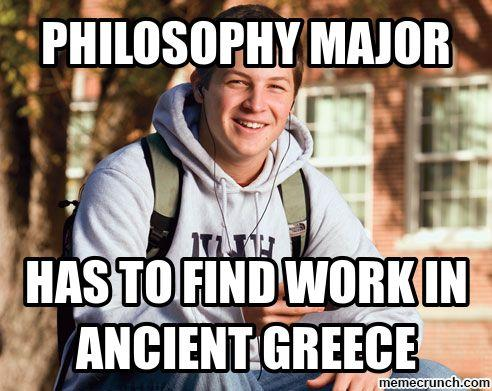 PHILOSOPHY MAJOR
HAS TO FIND WORK IN
ANCIENT GREECE
memecrunch.com